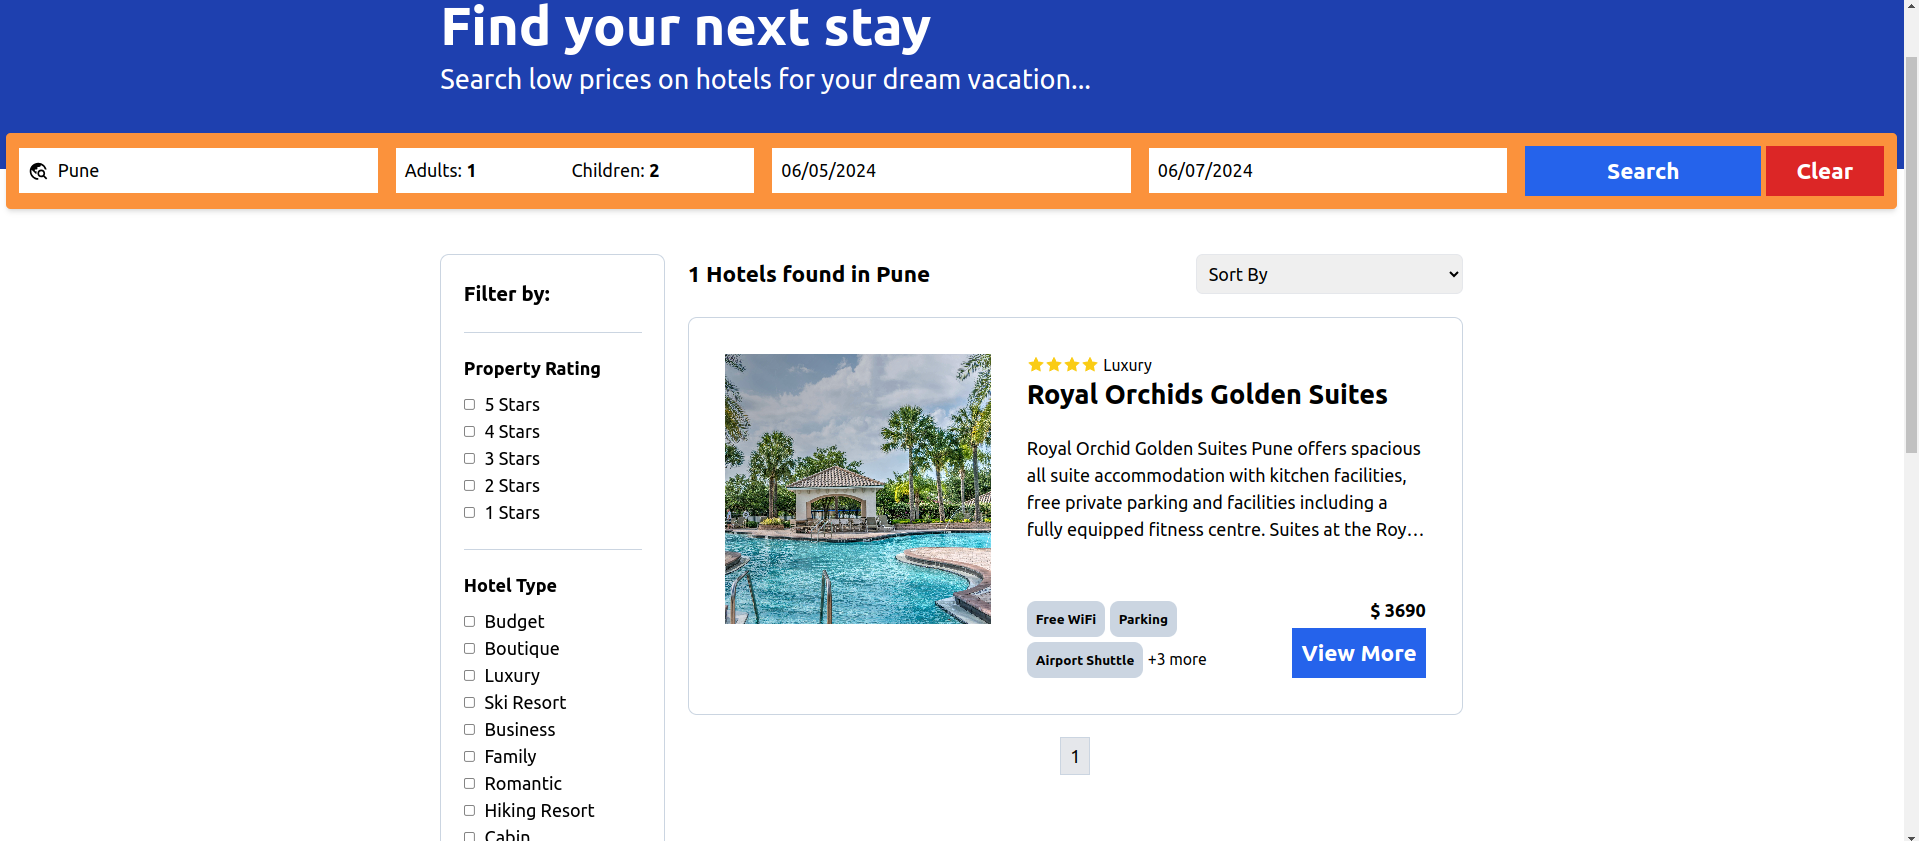 Find your next stay
Search low prices on hotels for your dream vacation...
Pune
Adults: 1
Children: 2
06/05/2024
06/07/2024
Search
Clear
Filter by:
Property Rating
5 Stars
4 Stars
3 Stars
2 Stars
1 Stars
Hotel Type
Budget
Boutique
Luxury
Ski Resort
Business
Family
Romantic
Hiking Resort
Cabin
1 Hotels found in Pune
Sort By
Luxury
Royal Orchids Golden Suites
Royal Orchid Golden Suites Pune offers spacious
all suite accommodation with kitchen facilities,
free private parking and facilities including a
fully equipped fitness centre. Suites at the Roy…
Free WiFi
Parking
Airport Shuttle
+3 more
$ 3690
View More
1